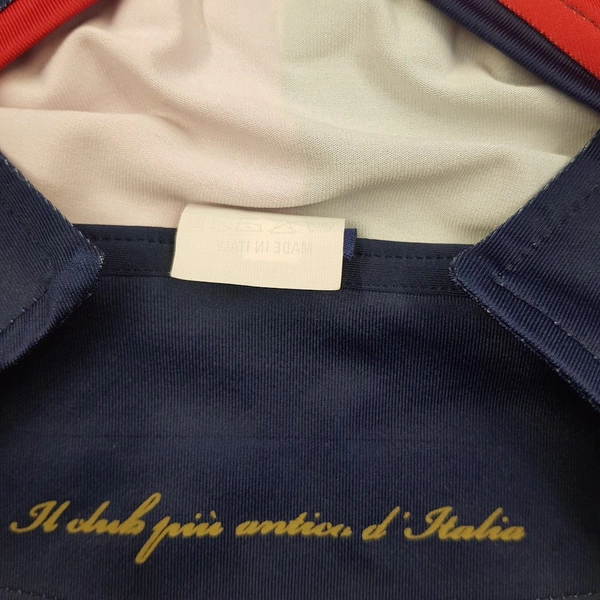 MADE IN ITALY
Il club più antico d'Italia